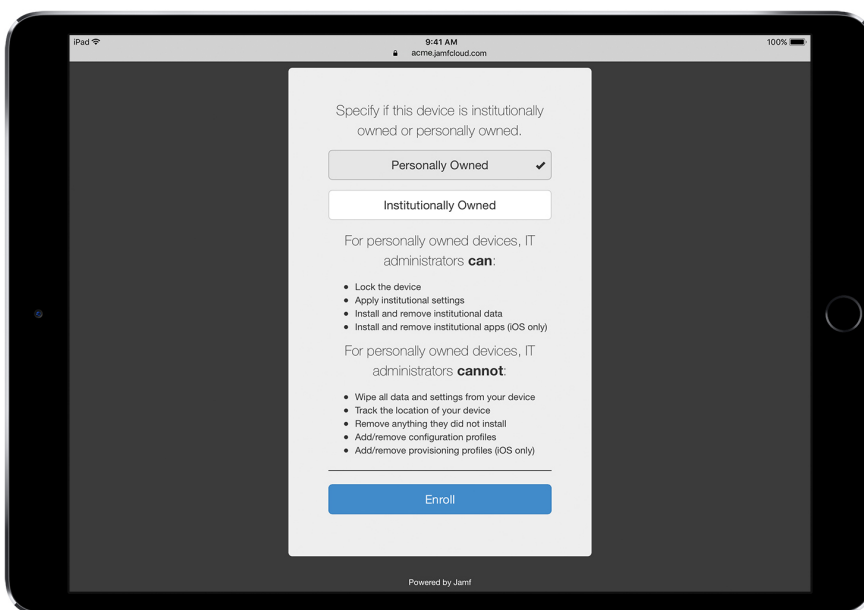 iPad
9:41 AM
100%
acme.jamfcloud.com
Specify if this device is institutionally
owned or personally owned.
Personally Owned
Institutionally Owned
For personally owned devices, IT
administrators can:
• Lock the device
• Apply institutional settings
• Install and remove institutional data
• Install and remove institutional apps (iOS only)
For personally owned devices, IT
administrators cannot:
• Wipe all data and settings from your device
• Track the location of your device
• Remove anything they did not install
• Add/remove configuration profiles
• Add/remove provisioning profiles (iOS only)
Enroll
Powered by Jamf